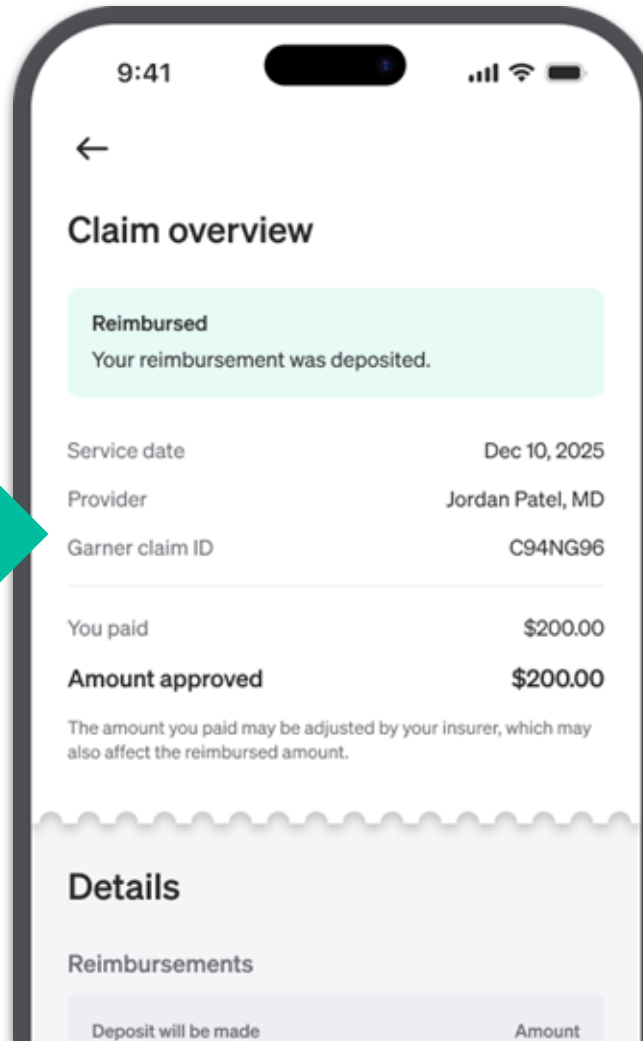 9:41
Claim overview
Reimbursed
Your reimbursement was deposited.
Service date Dec 10, 2025
Provider Jordan Patel, MD
Garner claim ID C94NG96
You paid $200.00
Amount approved $200.00
The amount you paid may be adjusted by your insurer, which may
also affect the reimbursed amount.
Details
Reimbursements
Deposit will be made Amount